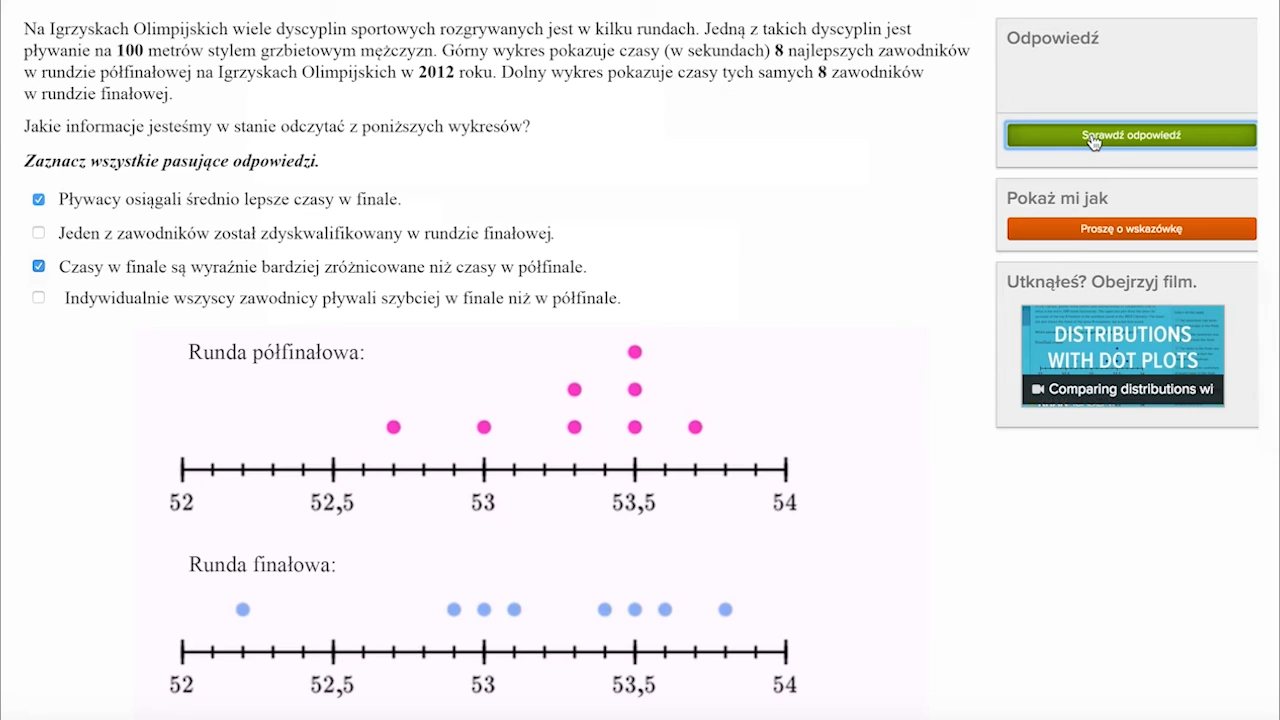 Na Igrzyskach Olimpijskich wiele dyscyplin sportowych rozgrywanych jest w kilku rundach. Jedną z takich dyscyplin jest
pływanie na 100 metrów stylem grzbietowym mężczyzn. Górny wykres pokazuje czasy (w sekundach) 8 najlepszych zawodników
w rundzie półfinałowej na Igrzyskach Olimpijskich w 2012 roku. Dolny wykres pokazuje czasy tych samych 8 zawodników
w rundzie finałowej.
Jakie informacje jesteśmy w stanie odczytać z poniższych wykresów?
Zaznacz wszystkie pasujące odpowiedzi.
Pływacy osiągali średnio lepsze czasy w finale.
Jeden z zawodników został zdyskwalifikowany w rundzie finałowej.
Czasy w finale są wyraźnie bardziej zróżnicowane niż czasy w półfinale.
Indywidualnie wszyscy zawodnicy pływali szybciej w finale niż w półfinale.
Runda półfinałowa:
52 52,5 53 53,5 54
Runda finałowa:
52 52,5 53 53,5 54
Odpowiedź
Sprawdź odpowiedź
Pokaż mi jak
Proszę o wskazówkę
Utknąłeś? Obejrzyj film.
DISTRIBUTIONS
WITH DOT PLOTS
Comparing distributions wi